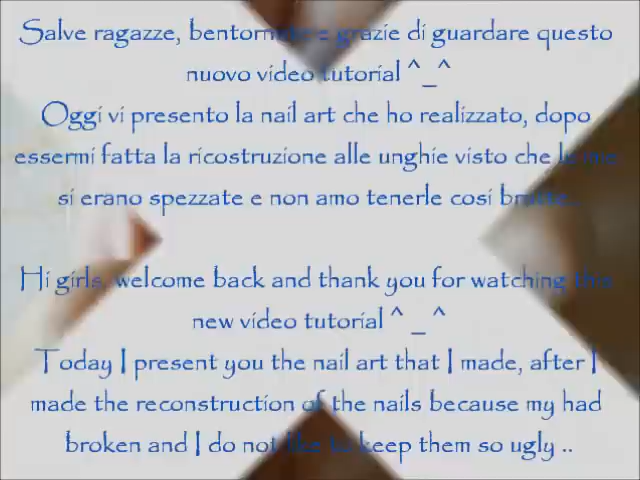 Salve ragazze, bentornate e grazie di guardare questo
nuovo video tutorial ^_^
Oggi vi presento la nail art che ho realizzato, dopo
essermi fatta la ricostruzione alle unghie visto che le mie
si erano spezzate e non amo tenerle cosi brutte..
Hi girls, welcome back and thank you for watching this
new video tutorial ^ _ ^
Today I present you the nail art that I made, after I
made the reconstruction of the nails because my had
broken and I do not like to keep them so ugly ..